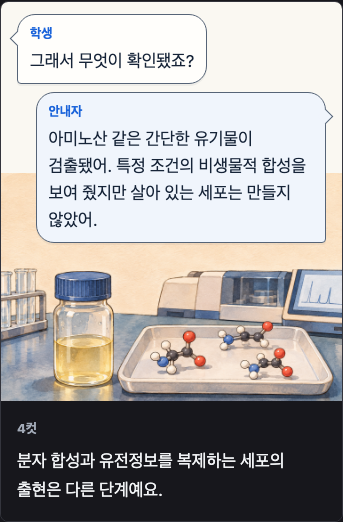 학생
그래서 무엇이 확인됐죠?
안내자
아미노산 같은 간단한 유기물이
검출됐어. 특정 조건의 비생물적 합성을
보여 줬지만 살아 있는 세포는 만들지
않았어.
4컷
분자 합성과 유전정보를 복제하는 세포의
출현은 다른 단계예요.